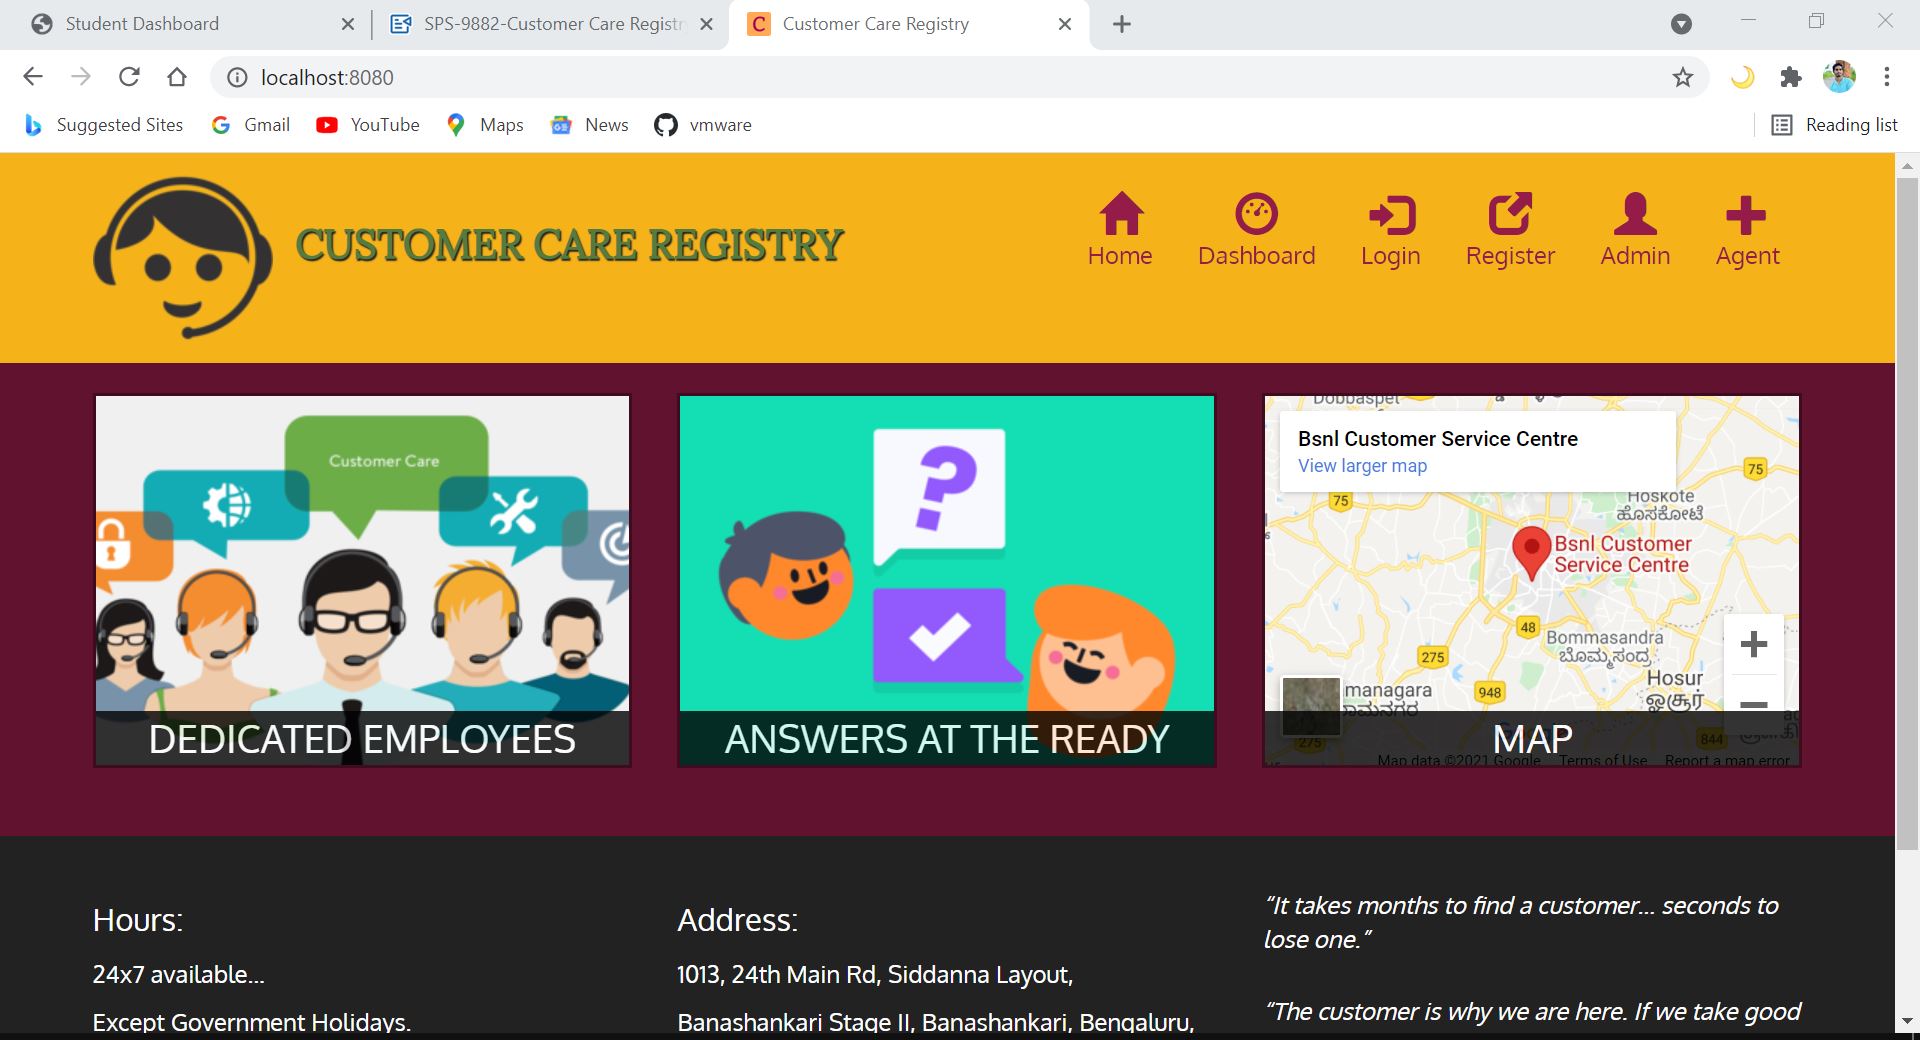 Student Dashboard
SPS-9882-Customer Care Registr
Customer Care Registry
localhost:8080
Suggested Sites
Gmail
YouTube
Maps
News
vmware
Reading list
CUSTOMER CARE REGISTRY
Home
Dashboard
Login
Register
Admin
Agent
Customer Care
DEDICATED EMPLOYEES
?
ANSWERS AT THE READY
Dobbaspet
Bsnl Customer Service Centre
View larger map
75
75
Hoskote
ಹೊಸಕೋಟೆ
Bsnl Customer
Service Centre
48
Bommasandra
ಬೊಮ್ಮಸಂದ್ರ
275
Hosur
ஓசூர்
948
manangara
ರಾಮನಗರ
275
844
MAP
Map data ©2021 Google
Terms of Use
Report a map error
Hours:
24x7 available...
Except Government Holidays.
Address:
1013, 24th Main Rd, Siddanna Layout,
Banashankari Stage II, Banashankari, Bengaluru,
“It takes months to find a customer... seconds to
lose one.”
“The customer is why we are here. If we take good